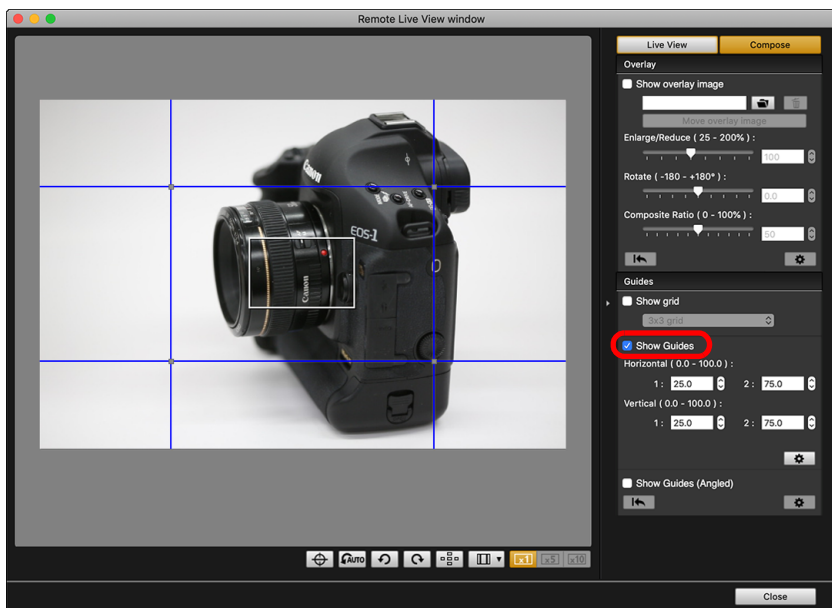 Remote Live View window
Live View
Compose
Overlay
Show overlay image
Move overlay image
Enlarge/Reduce ( 25 - 200% ) :
100
Rotate ( -180 - +180° ) :
0.0
Composite Ratio ( 0 - 100% ) :
50
Guides
Show grid
3x3 grid
Show Guides
Horizontal ( 0.0 - 100.0 ) :
1 : 25.0 2 : 75.0
Vertical ( 0.0 - 100.0 ) :
1 : 25.0 2 : 75.0
Show Guides (Angled)
Canon
EOS-1
Canon
AUTO
x1 x5 x10
Close